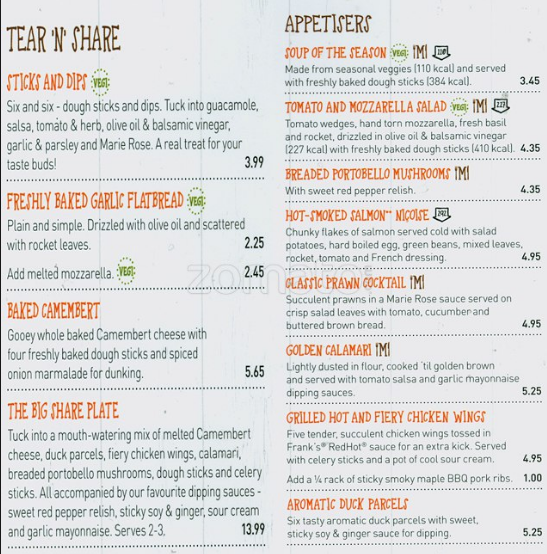 TEAR 'N' SHARE
STICKS AND DIPS VEGI
Six and six - dough sticks and dips. Tuck into guacamole,
salsa, tomato & herb, olive oil & balsamic vinegar,
garlic & parsley and Marie Rose. A real treat for your
taste buds! 3.99
FRESHLY BAKED GARLIC FLATBREAD VEGI
Plain and simple. Drizzled with olive oil and scattered
with rocket leaves. 2.25
Add melted mozzarella. VEGI 2.45
BAKED CAMEMBERT
Gooey whole baked Camembert cheese with
four freshly baked dough sticks and spiced
onion marmalade for dunking. 5.65
THE BIG SHARE PLATE
Tuck into a mouth-watering mix of melted Camembert
cheese, duck parcels, fiery chicken wings, calamari,
breaded portobello mushrooms, dough sticks and celery
sticks. All accompanied by our favourite dipping sauces -
sweet red pepper relish, sticky soy & ginger, sour cream
and garlic mayonnaise. Serves 2-3. 13.99
APPETISERS
SOUP OF THE SEASON VEGI !M!
Made from seasonal veggies (110 kcal) and served
with freshly baked dough sticks (384 kcal). 3.45
TOMATO AND MOZZARELLA SALAD VEGI !M!
Tomato wedges, hand torn mozzarella, fresh basil
and rocket, drizzled in olive oil & balsamic vinegar
(227 kcal) with freshly baked dough sticks (410 kcal). 4.35
BREADED PORTOBELLO MUSHROOMS !M!
With sweet red pepper relish. 4.35
HOT-SMOKED SALMON** NIÇOISE
Chunky flakes of salmon served cold with salad
potatoes, hard boiled egg, green beans, mixed leaves,
rocket, tomato and French dressing. 4.95
CLASSIC PRAWN COCKTAIL !M!
Succulent prawns in a Marie Rose sauce served on
crisp salad leaves with tomato, cucumber and
buttered brown bread. 4.95
GOLDEN CALAMARI !M!
Lightly dusted in flour, cooked 'til golden brown
and served with tomato salsa and garlic mayonnaise
dipping sauces. 5.25
GRILLED HOT AND FIERY CHICKEN WINGS
Five tender, succulent chicken wings tossed in
Frank's® RedHot® sauce for an extra kick. Served
with celery sticks and a pot of cool sour cream. 4.95
Add a ¼ rack of sticky smoky maple BBQ pork ribs. 1.00
AROMATIC DUCK PARCELS
Six tasty aromatic duck parcels with sweet,
sticky soy & ginger sauce for dipping. 5.25